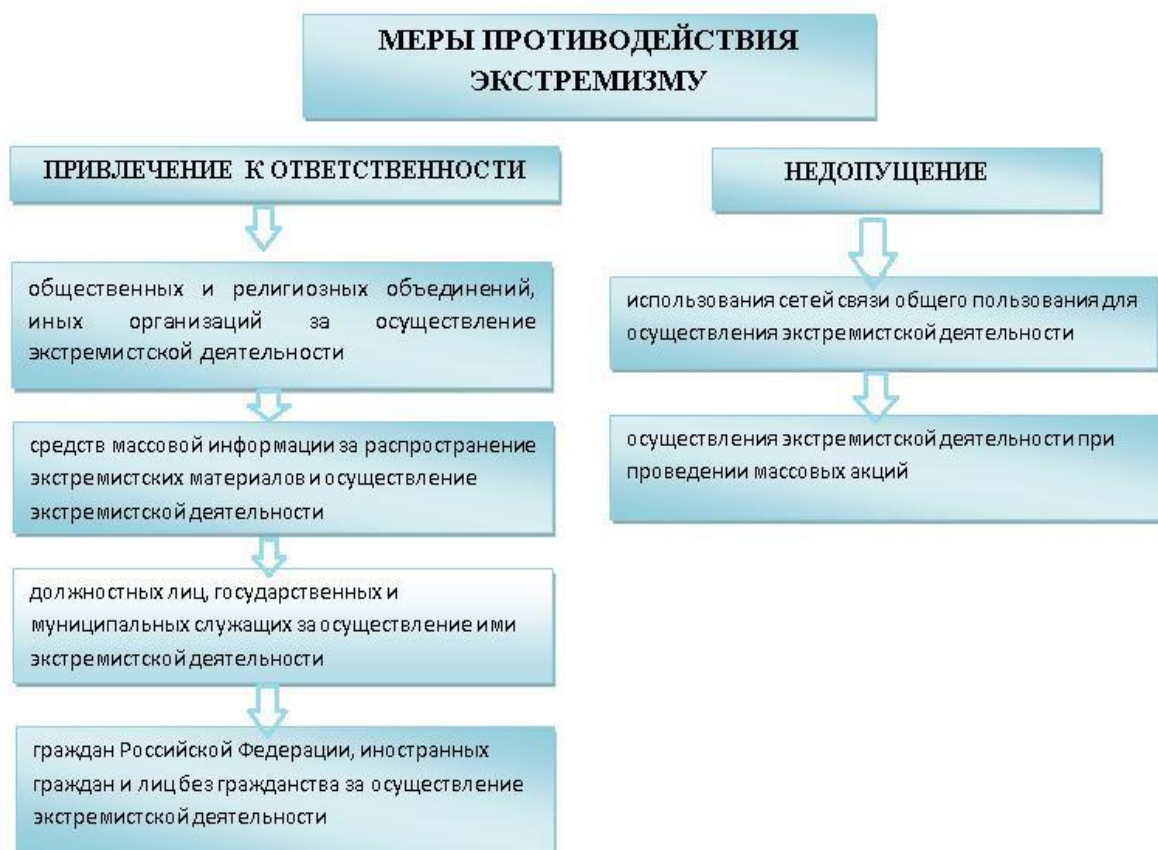 МЕРЫ ПРОТИВОДЕЙСТВИЯ
ЭКСТРЕМИЗМУ
ПРИВЛЕЧЕНИЕ К ОТВЕТСТВЕННОСТИ
общественных и религиозных объединений,
иных организаций за осуществление
экстремистской деятельности
средств массовой информации за распространение
экстремистских материалов и осуществление
экстремистской деятельности
должностных лиц, государственных и
муниципальных служащих за осуществление ими
экстремистской деятельности
граждан Российской Федерации, иностранных
граждан и лиц без гражданства за осуществление
экстремистской деятельности
НЕДОПУЩЕНИЕ
использования сетей связи общего пользования для
осуществления экстремистской деятельности
осуществления экстремистской деятельности при
проведении массовых акций